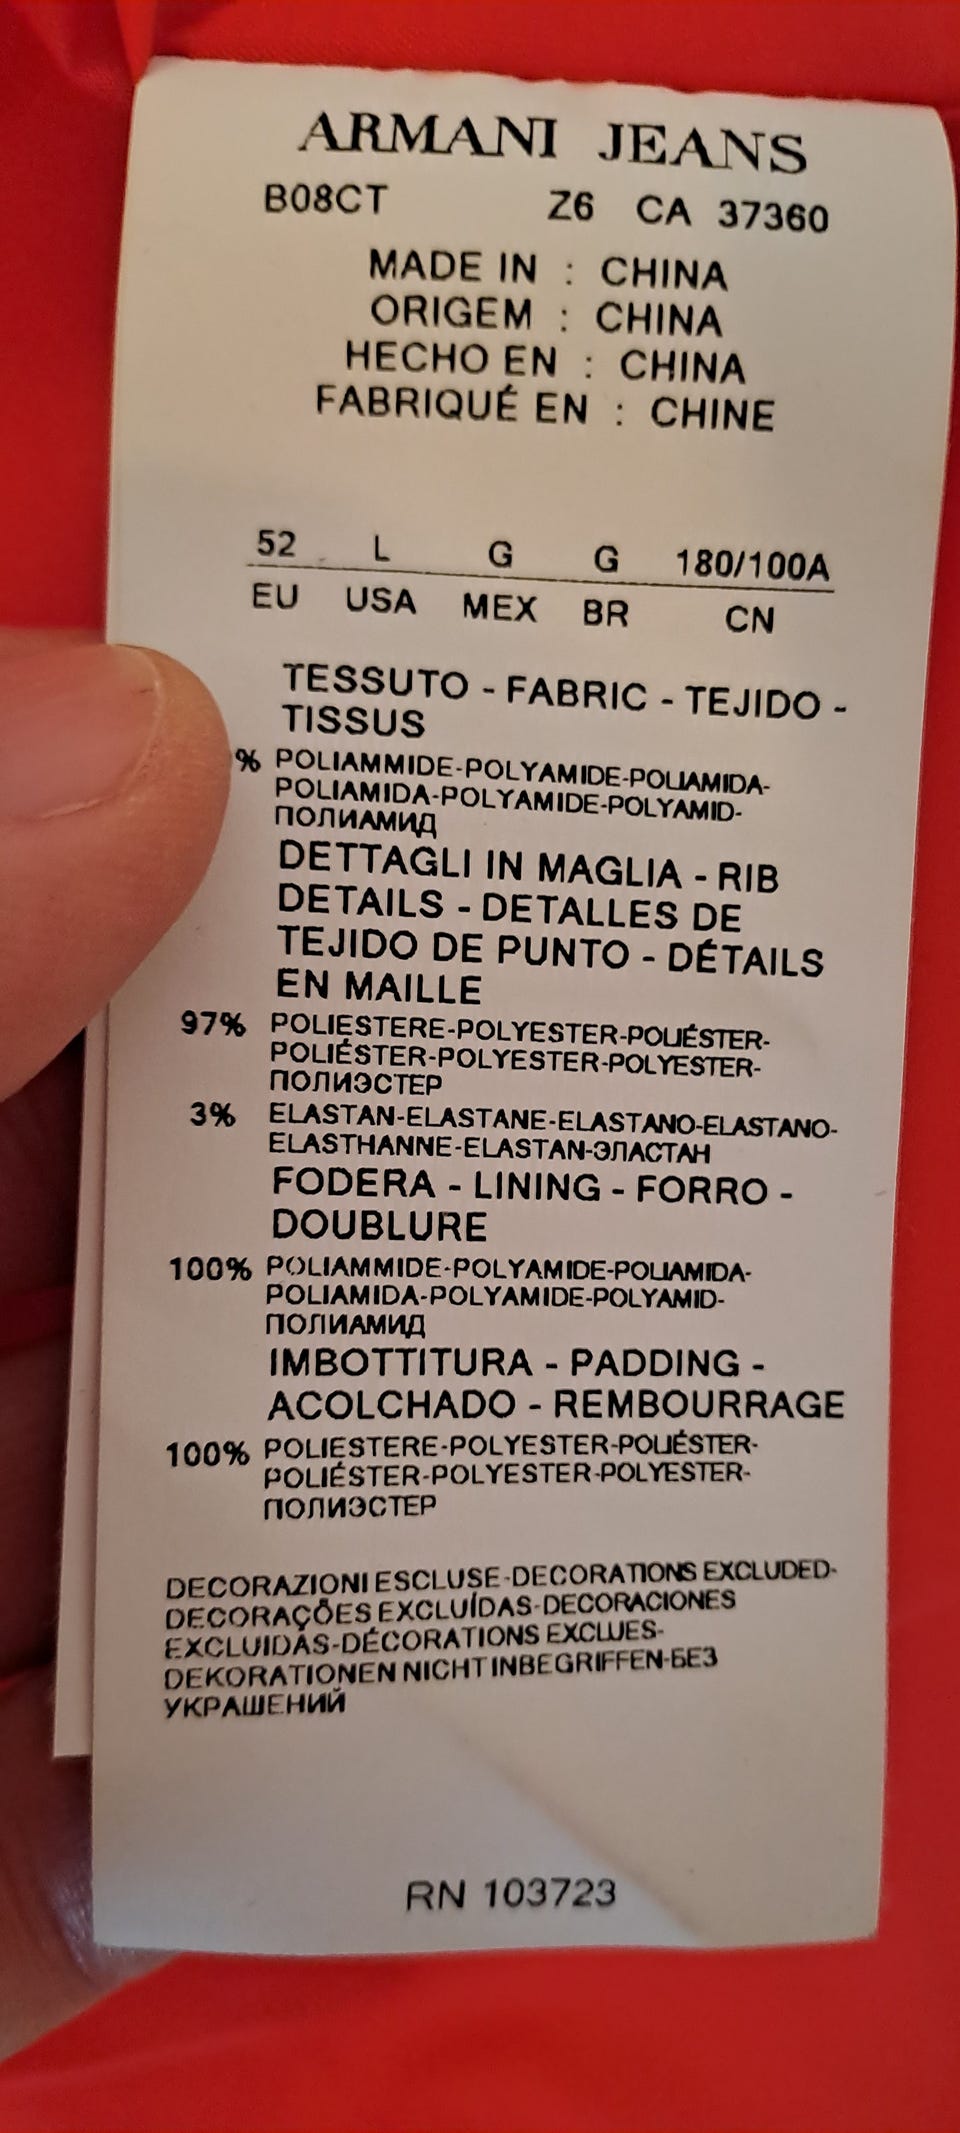 ARMANI JEANS
B08CT Z6 CA 37360
MADE IN : CHINA
ORIGEM : CHINA
HECHO EN : CHINA
FABRIQUÉ EN : CHINE
52 L G G 180/100A
EU USA MEX BR CN
TESSUTO - FABRIC - TEJIDO -
TISSUS
% POLIAMMIDE-POLYAMIDE-POLIAMIDA-
POLIAMIDA-POLYAMIDE-POLYAMID-
ПОЛИАМИД
DETTAGLI IN MAGLIA - RIB
DETAILS - DETALLES DE
TEJIDO DE PUNTO - DÉTAILS
EN MAILLE
97% POLIESTERE-POLYESTER-POLIÉSTER-
POLIÉSTER-POLYESTER-POLYESTER-
ПОЛИЭСТЕР
3% ELASTAN-ELASTANE-ELASTANO-ELASTANO-
ELASTHANNE-ELASTAN-ЭЛАСТАН
FODERA - LINING - FORRO -
DOUBLURE
100% POLIAMMIDE-POLYAMIDE-POLIAMIDA-
POLIAMIDA-POLYAMIDE-POLYAMID-
ПОЛИАМИД
IMBOTTITURA - PADDING -
ACOLCHADO - REMBOURRAGE
100% POLIESTERE-POLYESTER-POLIÉSTER-
POLIÉSTER-POLYESTER-POLYESTER-
ПОЛИЭСТЕР
DECORAZIONI ESCLUSE-DECORATIONS EXCLUDED-
DECORAÇÕES EXCLUÍDAS-DECORACIONES
EXCLUIDAS-DÉCORATIONS EXCLUES-
DEKORATIONEN NICHT INBEGRIFFEN-БЕЗ
УКРАШЕНИЙ
RN 103723